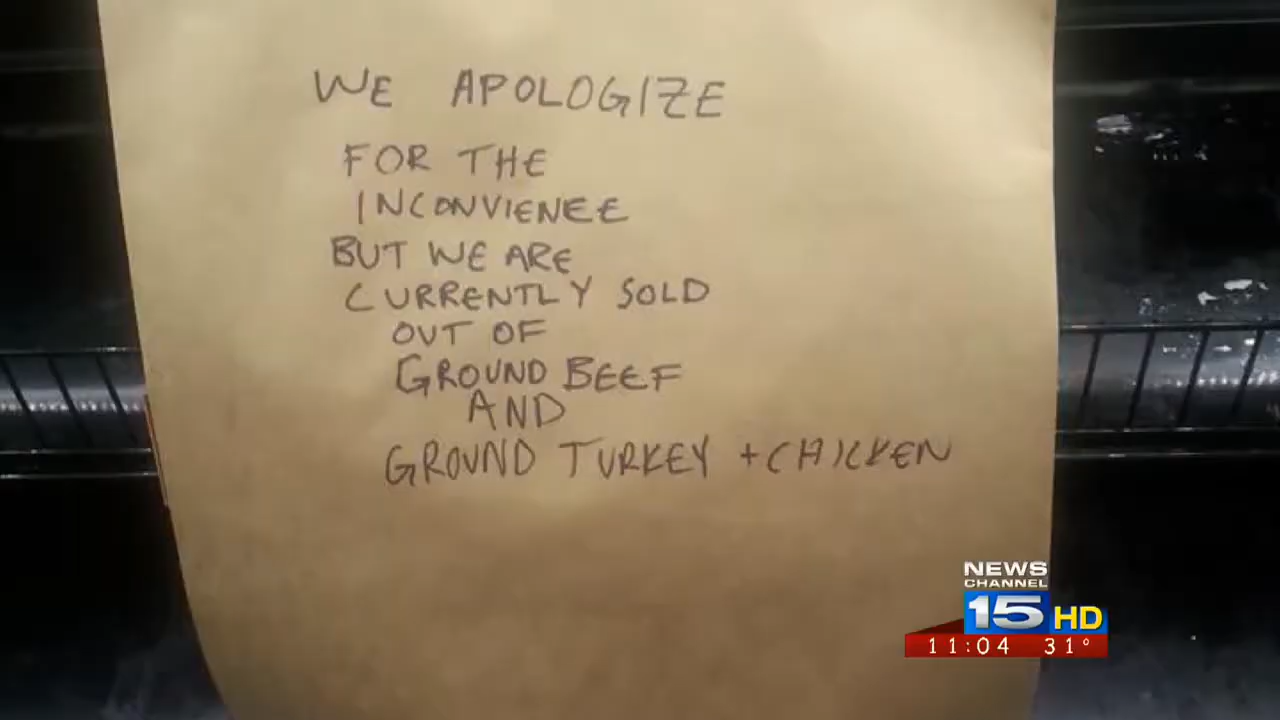 WE APOLOGIZE
FOR THE
INCONVIENEE
BUT WE ARE
CURRENTLY SOLD
OUT OF
GROUND BEEF
AND
GROUND TURKEY + CHICKEN
NEWS
CHANNEL
15 HD
11:04 31°